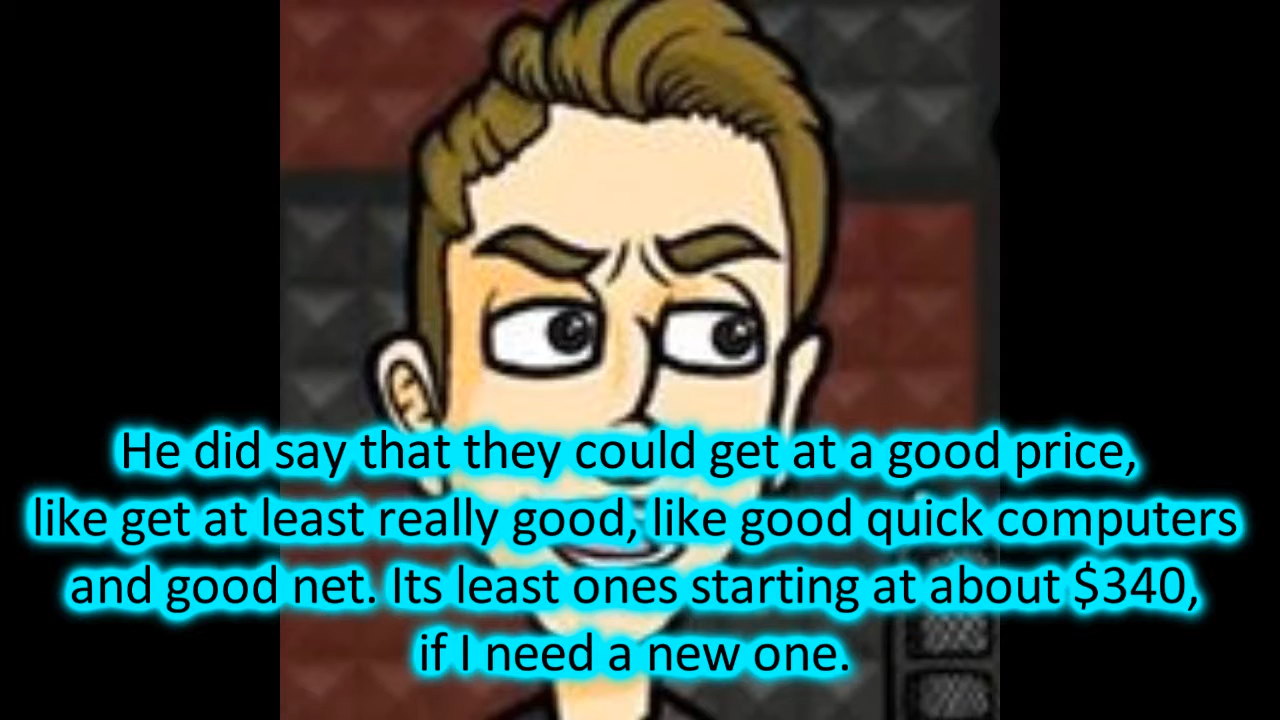 He did say that they could get at a good price,
like get at least really good, like good quick computers
and good net. Its least ones starting at about $340,
if I need a new one.